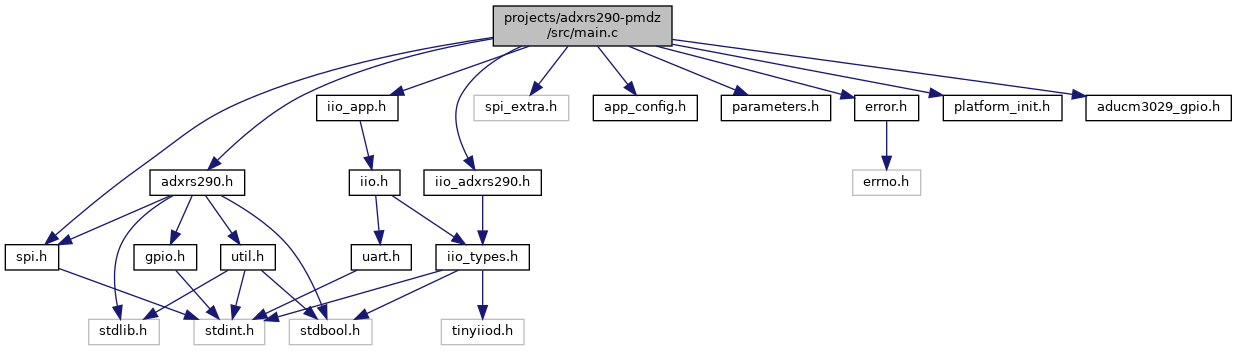 projects/adxrs290-pmdz
/src/main.c
iio_app.h
spi_extra.h
app_config.h
parameters.h
error.h
platform_init.h
aducm3029_gpio.h
adxrs290.h
iio.h
iio_adxrs290.h
errno.h
spi.h
gpio.h
util.h
uart.h
iio_types.h
stdlib.h
stdint.h
stdbool.h
tinyiiod.h